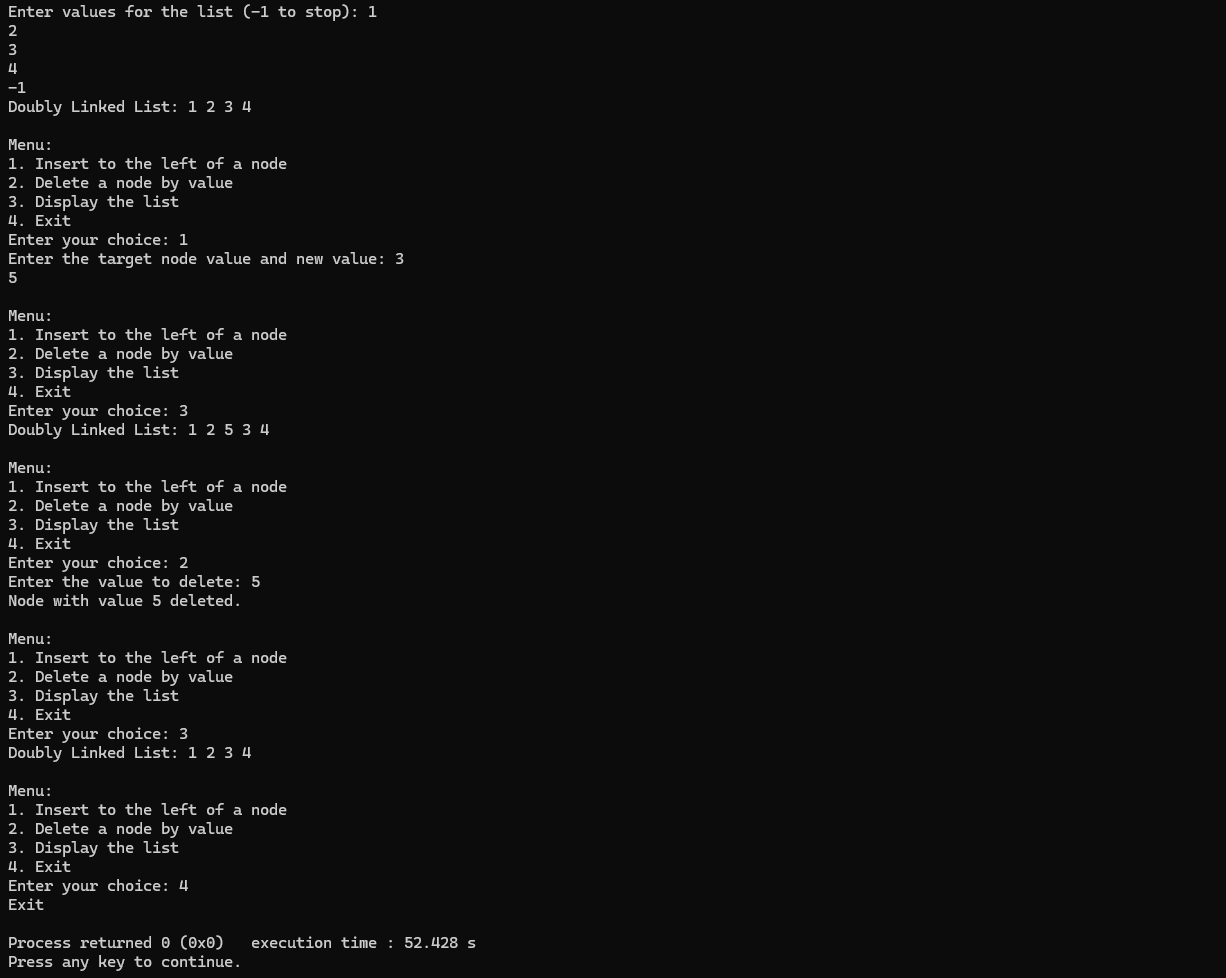 Enter values for the list (-1 to stop): 1
2
3
4
-1
Doubly Linked List: 1 2 3 4
Menu:
1. Insert to the left of a node
2. Delete a node by value
3. Display the list
4. Exit
Enter your choice: 1
Enter the target node value and new value: 3
5
Menu:
1. Insert to the left of a node
2. Delete a node by value
3. Display the list
4. Exit
Enter your choice: 3
Doubly Linked List: 1 2 5 3 4
Menu:
1. Insert to the left of a node
2. Delete a node by value
3. Display the list
4. Exit
Enter your choice: 2
Enter the value to delete: 5
Node with value 5 deleted.
Menu:
1. Insert to the left of a node
2. Delete a node by value
3. Display the list
4. Exit
Enter your choice: 3
Doubly Linked List: 1 2 3 4
Menu:
1. Insert to the left of a node
2. Delete a node by value
3. Display the list
4. Exit
Enter your choice: 4
Exit
Process returned 0 (0x0)   execution time : 52.428 s
Press any key to continue.